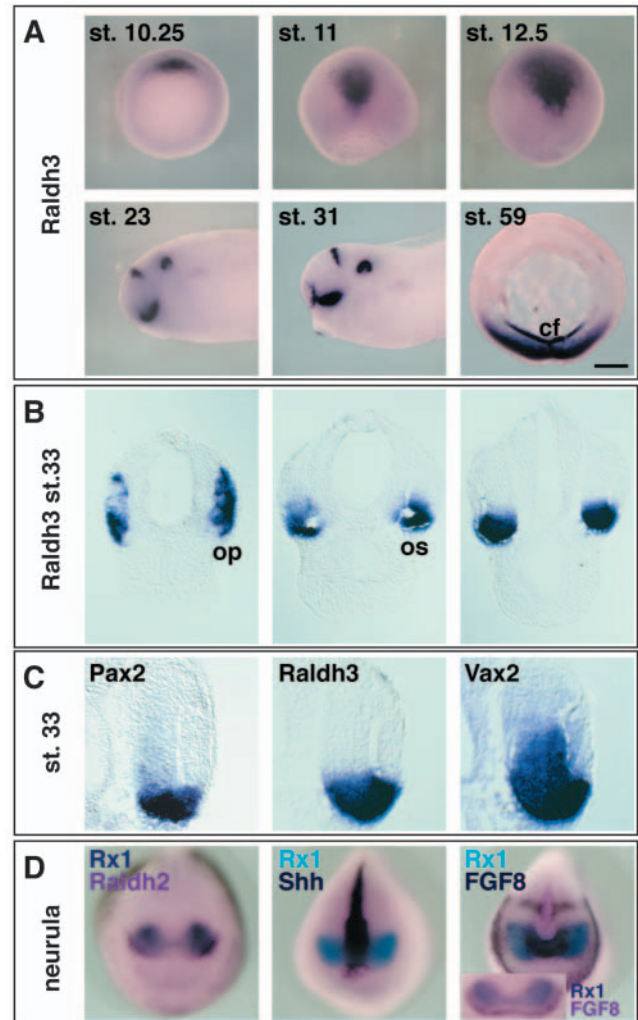 A
Raldh3
st. 10.25
st. 11
st. 12.5
st. 23
st. 31
st. 59
cf
B
Raldh3 st.33
op
os
C
st. 33
Pax2
Raldh3
Vax2
D
neurula
Rx1
Raldh2
Rx1
Shh
Rx1
FGF8
Rx1
FGF8